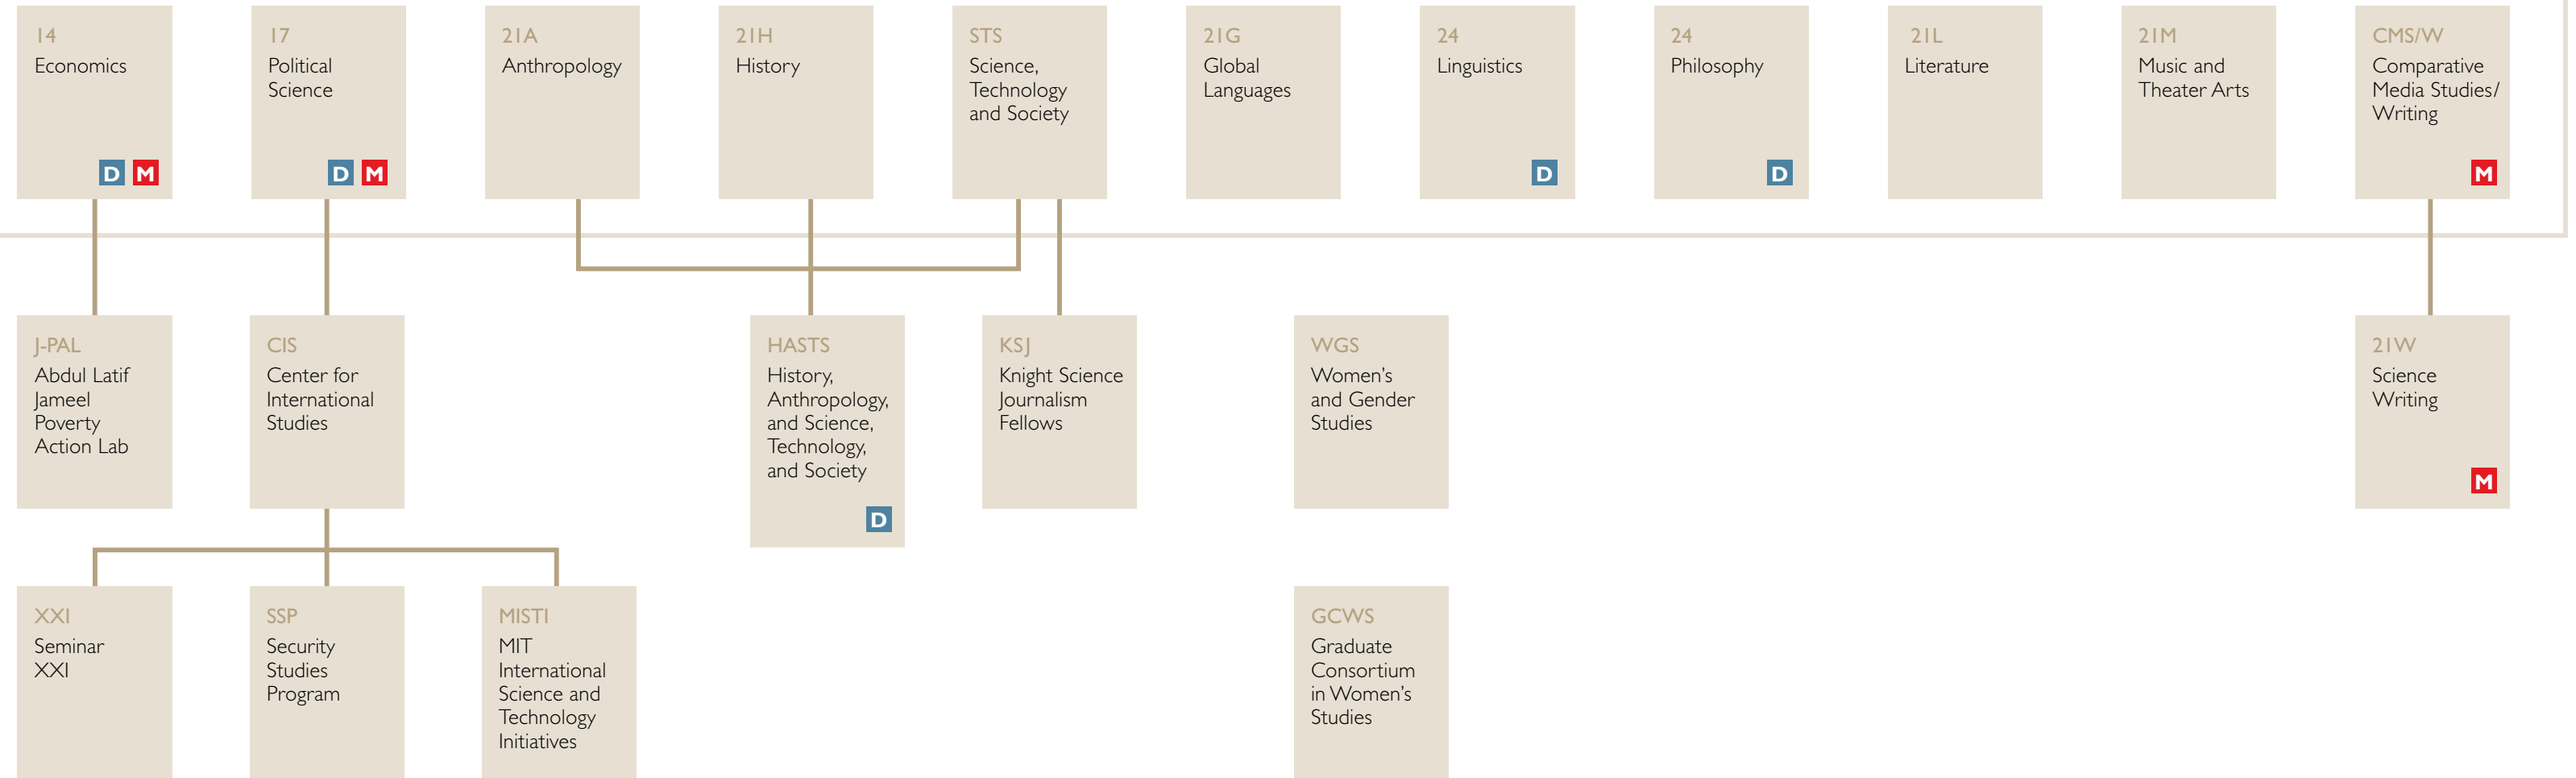 14
Economics
D M
17
Political
Science
D M
21A
Anthropology
21H
History
STS
Science,
Technology
and Society
21G
Global
Languages
24
Linguistics
D
24
Philosophy
D
21L
Literature
21M
Music and
Theater Arts
CMS/W
Comparative
Media Studies/
Writing
M
J-PAL
Abdul Latif
Jameel
Poverty
Action Lab
CIS
Center for
International
Studies
HASTS
History,
Anthropology,
and Science,
Technology,
and Society
D
KSJ
Knight Science
Journalism
Fellows
WGS
Women’s
and Gender
Studies
21W
Science
Writing
M
XXI
Seminar
XXI
SSP
Security
Studies
Program
MISTI
MIT
International
Science and
Technology
Initiatives
GCWS
Graduate
Consortium
in Women’s
Studies